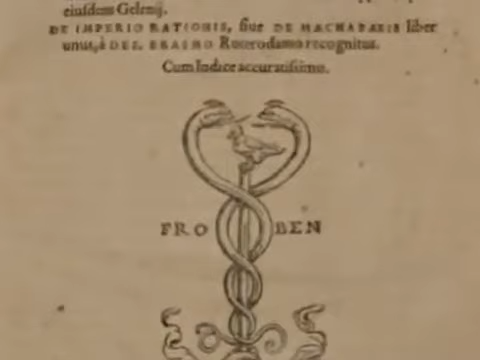 eiusdem Gelenij.
DE IMPERIO RATIONIS, siue DE MACHABAEIS liber
unus, à DES. ERASMO Roterodamo recognitus.
Cum Indice accuratissimo.
FRO BEN